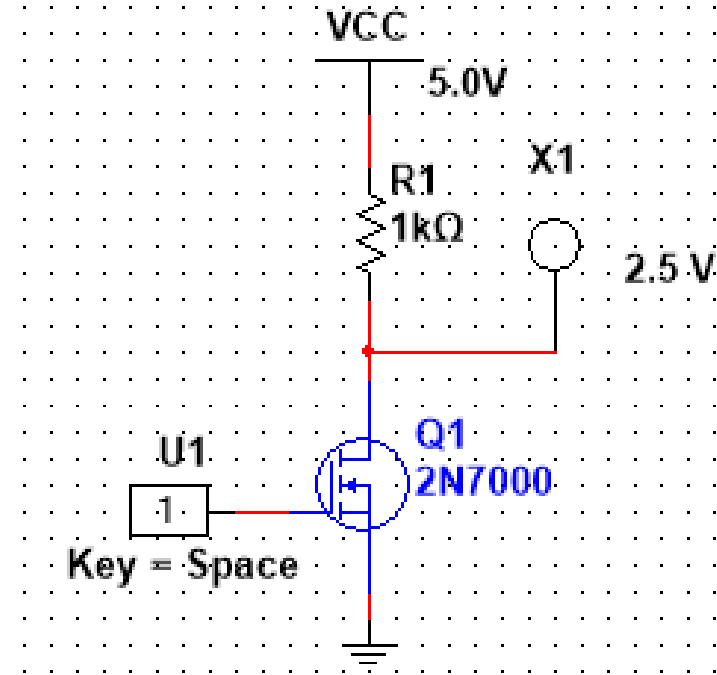 VCC
5.0V
X1
R1
1kΩ
2.5 V
Q1
2N7000
U1
1
Key = Space